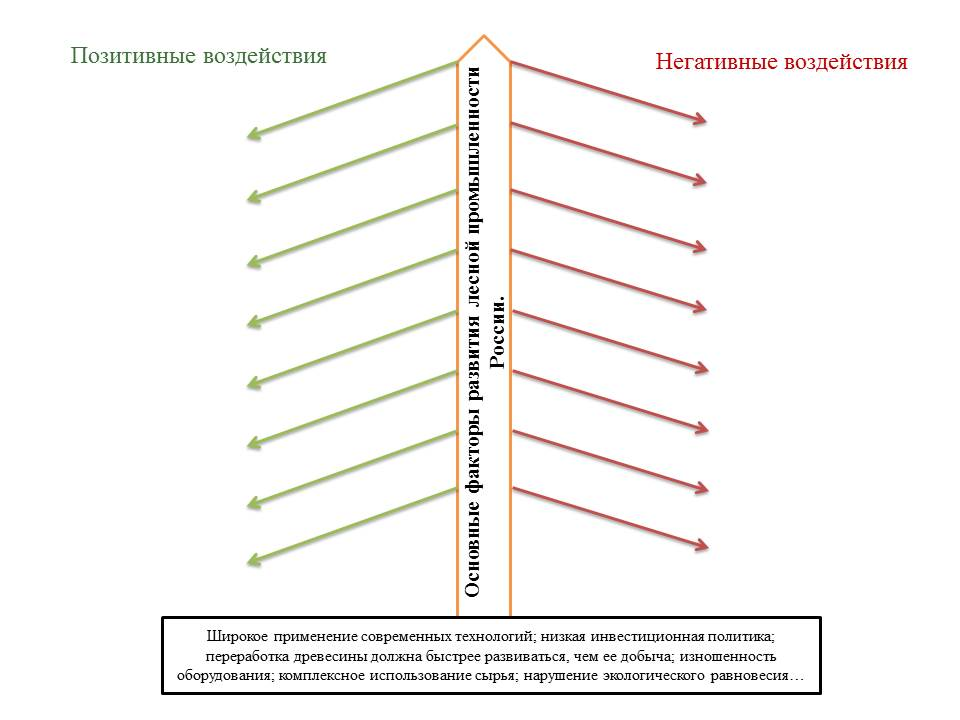 Позитивные воздействия
Негативные воздействия
Основные факторы развития лесной промышленности
России.
Широкое применение современных технологий; низкая инвестиционная политика;
переработка древесины должна быстрее развиваться, чем ее добыча; изношенность
оборудования; комплексное использование сырья; нарушение экологического равновесия…